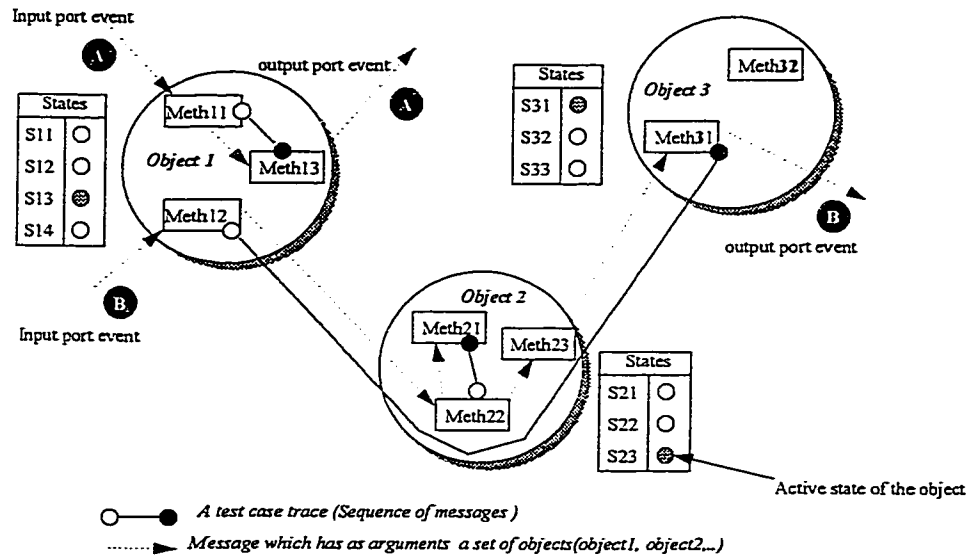 Input port event
A
output port event
A
States
S11
S12
S13
S14
Meth11
Object 1
Meth13
Meth12
B
Input port event
States
S31
S32
S33
Meth32
Object 3
Meth31
B
output port event
Object 2
Meth21
Meth23
Meth22
States
S21
S22
S23
Active state of the object
A test case trace (Sequence of messages )
Message which has as arguments a set of objects(object1, object2,..)